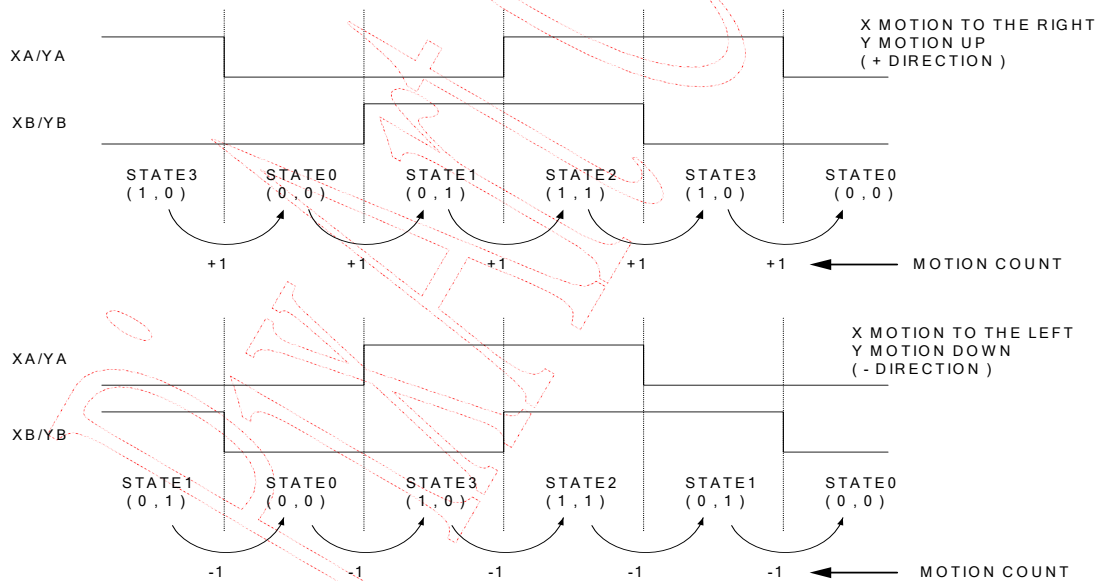 X MOTION TO THE RIGHT
Y MOTION UP
( + DIRECTION )
XA/YA
XB/YB
STATE3 STATE0 STATE1 STATE2 STATE3 STATE0
(1,0) (0,0) (0,1) (1,1) (1,0) (0,0)
+1 +1 +1 +1 +1 MOTION COUNT
X MOTION TO THE LEFT
Y MOTION DOWN
( - DIRECTION )
XA/YA
XB/YB
STATE1 STATE0 STATE3 STATE2 STATE1 STATE0
(0,1) (0,0) (1,0) (1,1) (0,1) (0,0)
-1 -1 -1 -1 -1 MOTION COUNT